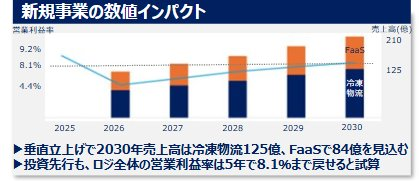 新規事業の数値インパクト
営業利益率
売上高(億)
9.2%
8.1%
4.4%
210
125
FaaS
冷凍
物流
2025 2026 2027 2028 2029 2030
▶垂直立上げで2030年売上高は冷凍物流125億、FaaSで84億を見込む
▶投資先行も、ロジ全体の営業利益率は5年で8.1%まで戻せると試算